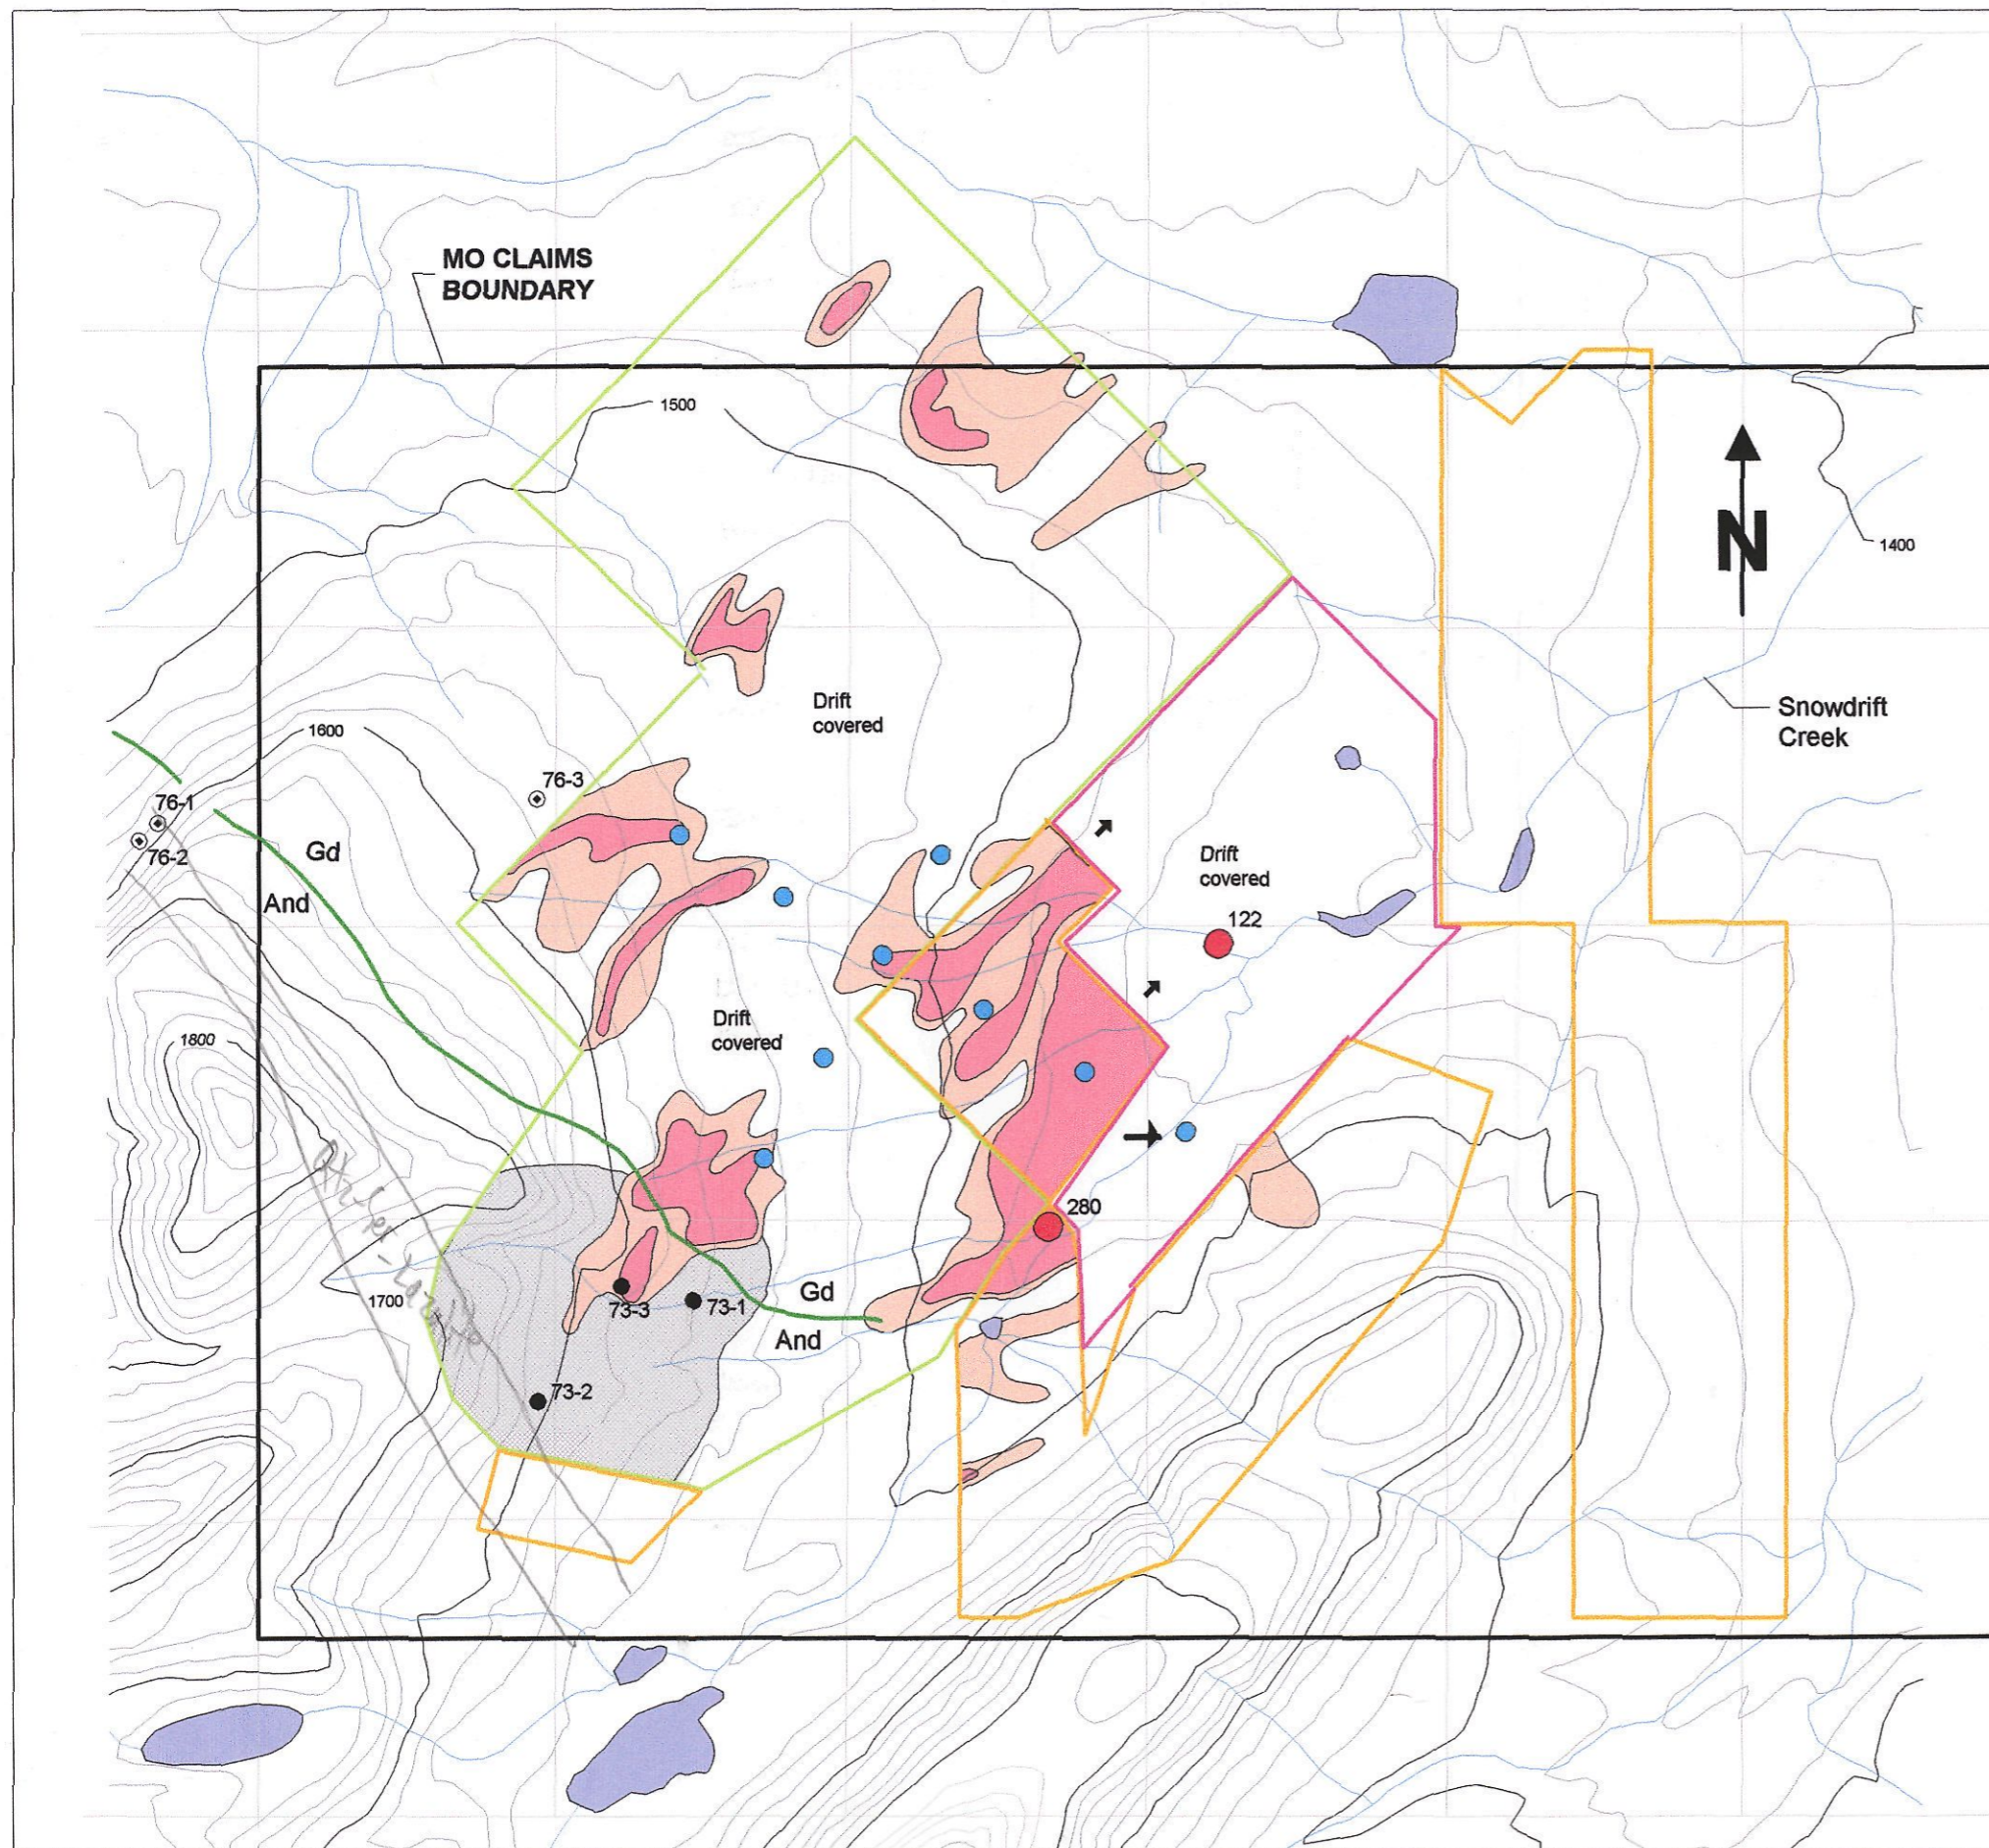 MO CLAIMS
BOUNDARY
1500
N
1400
Drift
covered
Snowdrift
Creek
1600
76-3
76-1
76-2
Gd
And
Drift
covered
122
Drift
covered
1800
280
1700
73-3
73-1
Gd
And
73-2